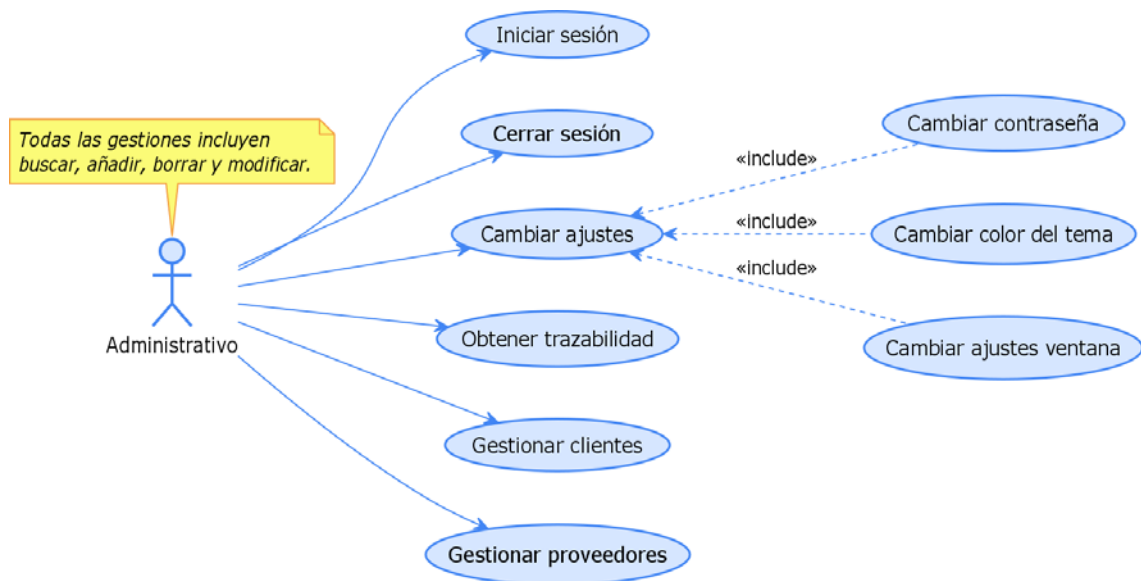 Iniciar sesión
Todas las gestiones incluyen
buscar, añadir, borrar y modificar.
Cerrar sesión
Cambiar contraseña
«include»
Cambiar ajustes
«include»
Cambiar color del tema
«include»
Administrativo
Obtener trazabilidad
Cambiar ajustes ventana
Gestionar clientes
Gestionar proveedores